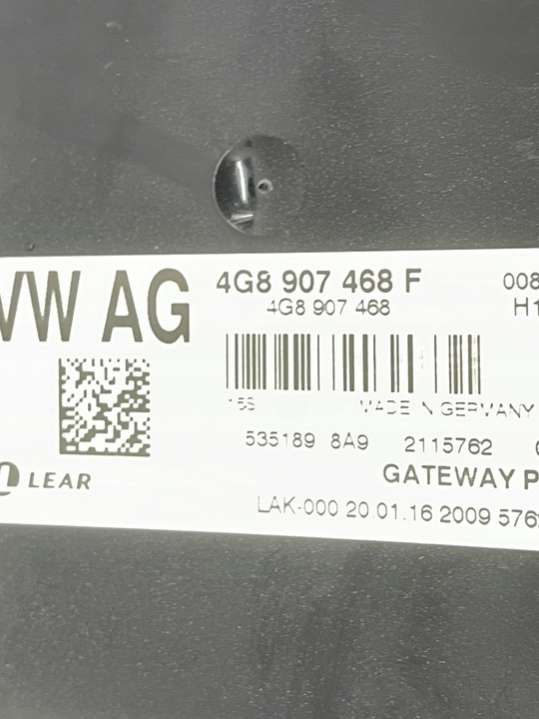 VW AG
4G8 907 468 F
008
4G8 907 468
H1
15S
MADE IN GERMANY
535189 8A9 2115762
LEAR
GATEWAY P
LAK-000 20.01.16 2009 576